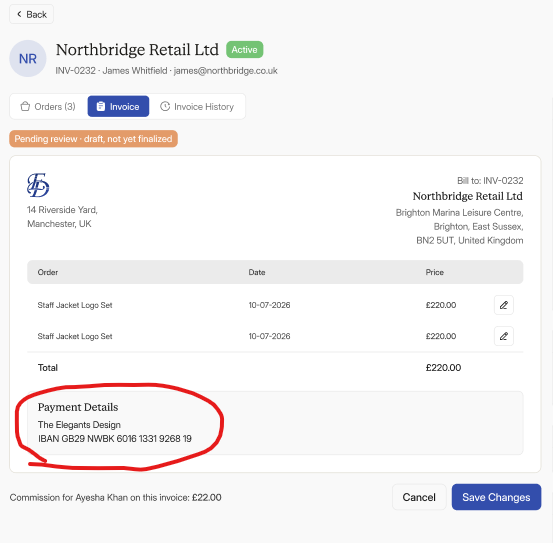 Back
NR
Northbridge Retail Ltd Active
INV-0232 · James Whitfield · james@northbridge.co.uk
Orders (3) Invoice Invoice History
Pending review · draft, not yet finalized
ED
14 Riverside Yard,
Manchester, UK
Bill to: INV-0232
Northbridge Retail Ltd
Brighton Marina Leisure Centre,
Brighton, East Sussex,
BN2 5UT, United Kingdom
Order Date Price
Staff Jacket Logo Set 10-07-2026 £220.00
Staff Jacket Logo Set 10-07-2026 £220.00
Total £220.00
Payment Details
The Elegants Design
IBAN GB29 NWBK 6016 1331 9268 19
Commission for Ayesha Khan on this invoice: £22.00
Cancel Save Changes